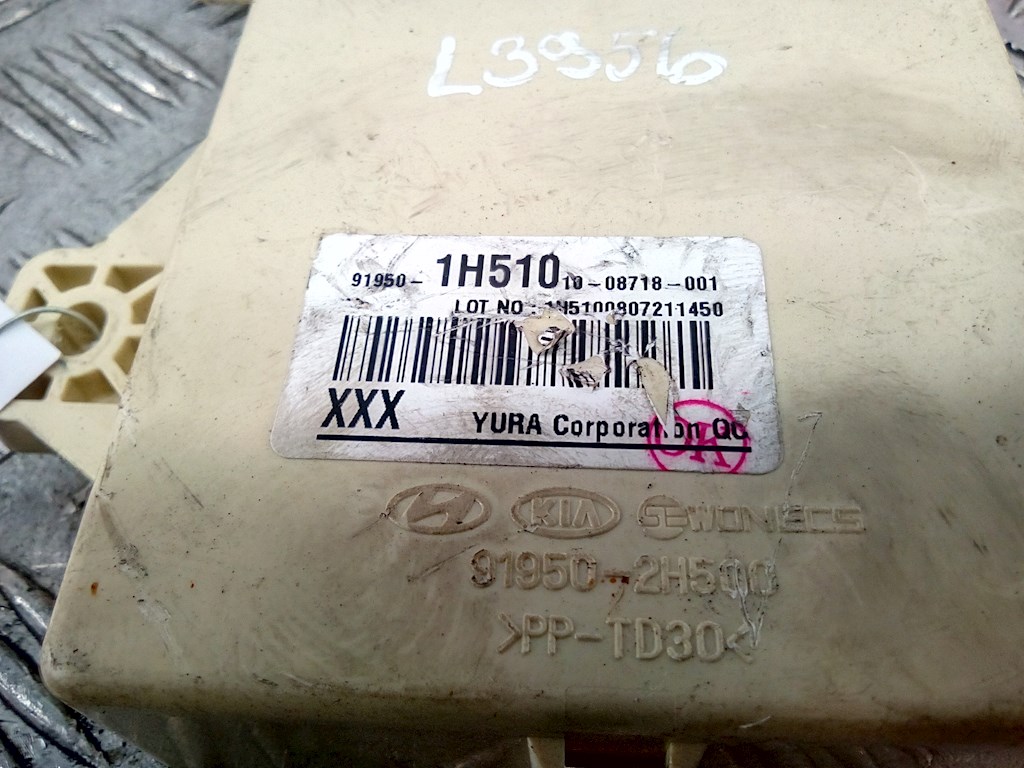 L3956
91950- 1H510 10-08718-001
LOT NO : 1H5100807211450
XXX YURA Corporation QC
OK
KIA SEWONECS
91950-2H500
>PP-TD30<